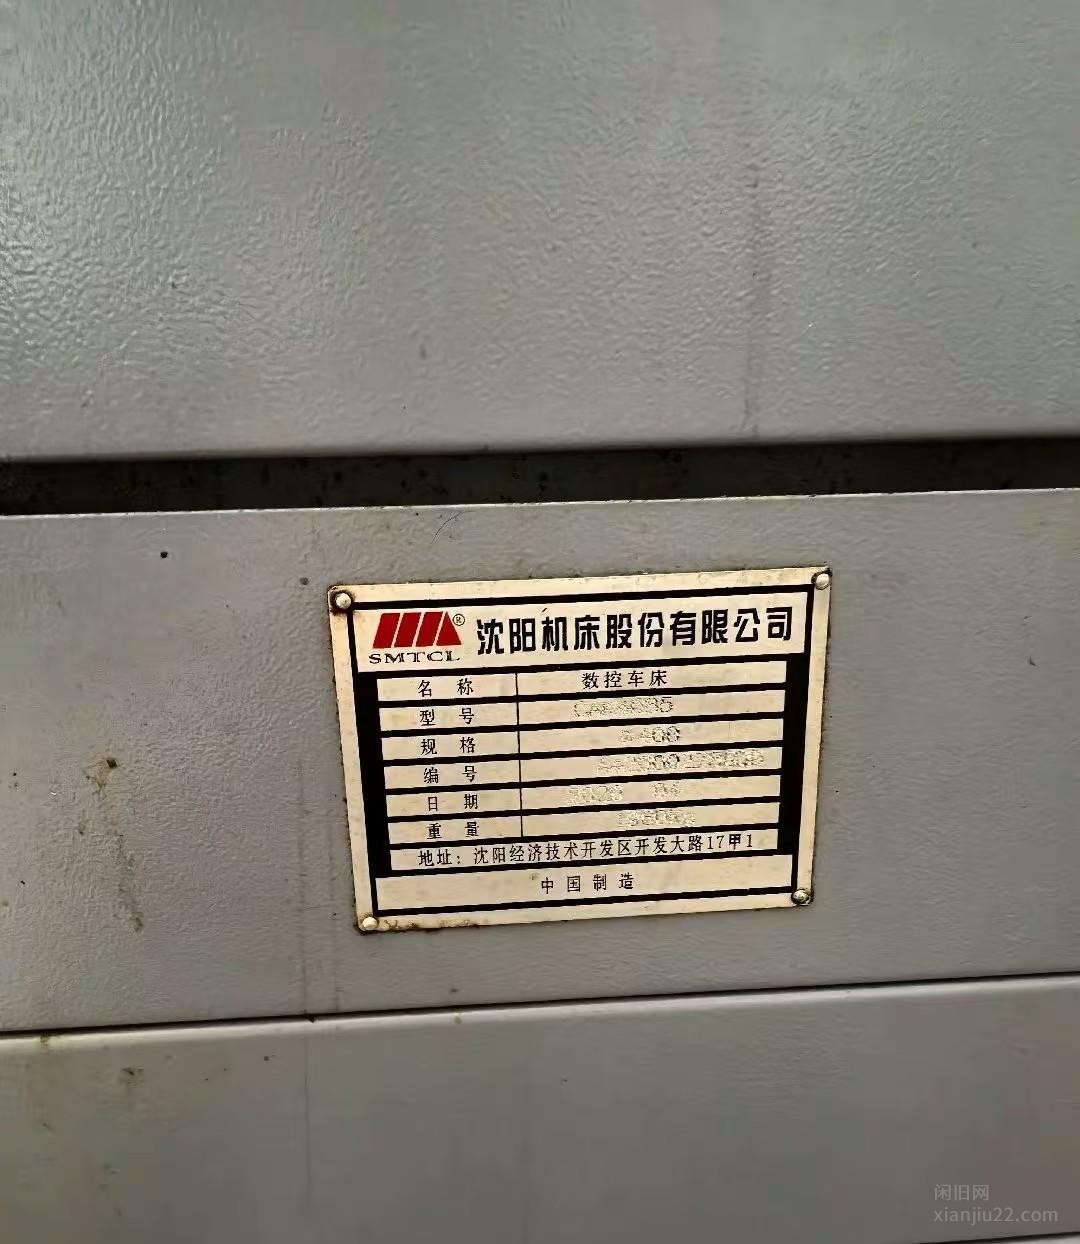 SMTCL ® 沈阳机床股份有限公司
名 称 数控车床
型 号
规 格
编 号
日 期 2020 04
重 量
地址：沈阳经济技术开发区开发大路17甲1
中国制造
闲旧网
xianjiu22.com